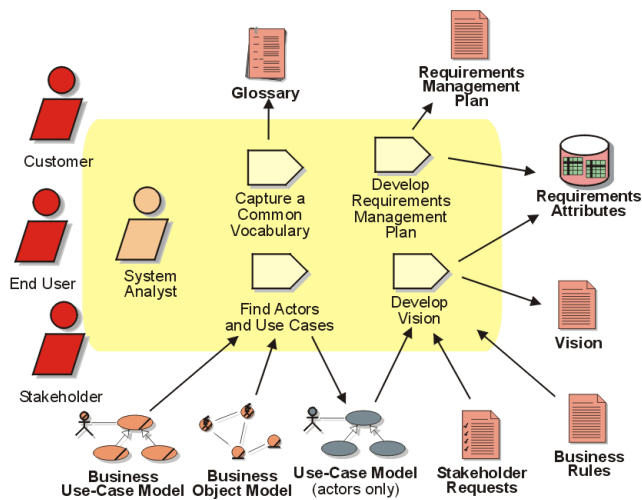 Glossary
Requirements
Management
Plan
Customer
Capture a
Common
Vocabulary
Develop
Requirements
Management
Plan
Requirements
Attributes
End User
System
Analyst
Find Actors
and Use Cases
Develop
Vision
Vision
Stakeholder
Business
Use-Case Model
Business
Object Model
Use-Case Model
(actors only)
Stakeholder
Requests
Business
Rules